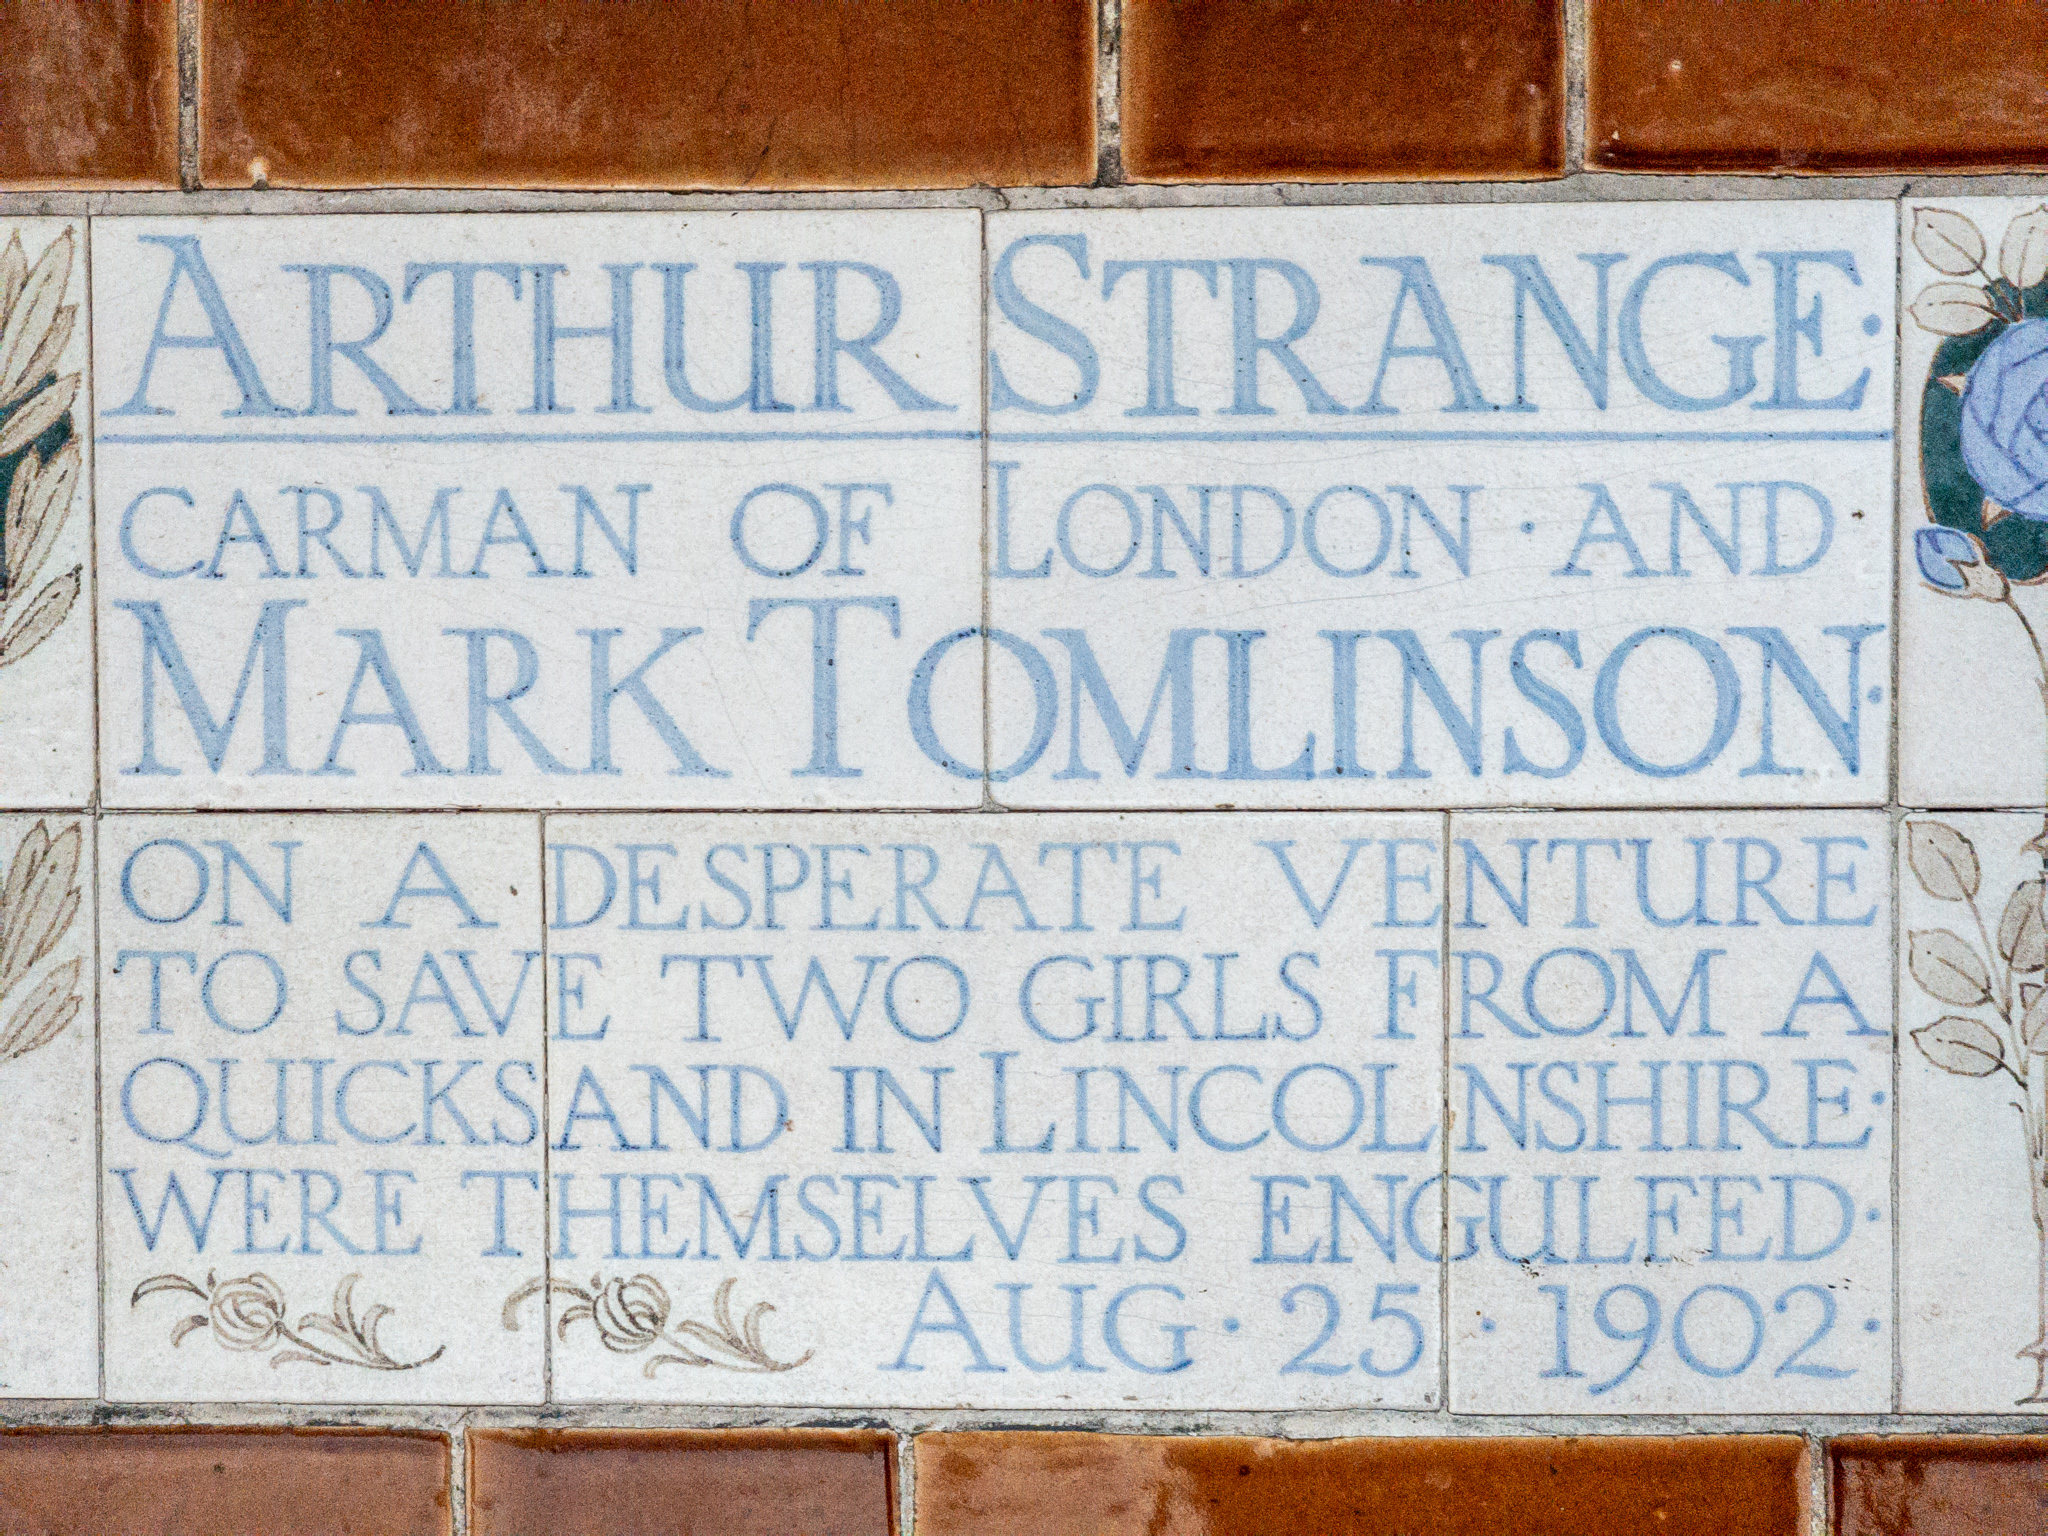 ARTHUR STRANGE·
CARMAN OF LONDON · AND
MARK TOMLINSON·
ON A DESPERATE VENTURE
TO SAVE TWO GIRLS FROM A
QUICKSAND IN LINCOLNSHIRE·
WERE THEMSELVES ENGULFED·
AUG · 25 · 1902·